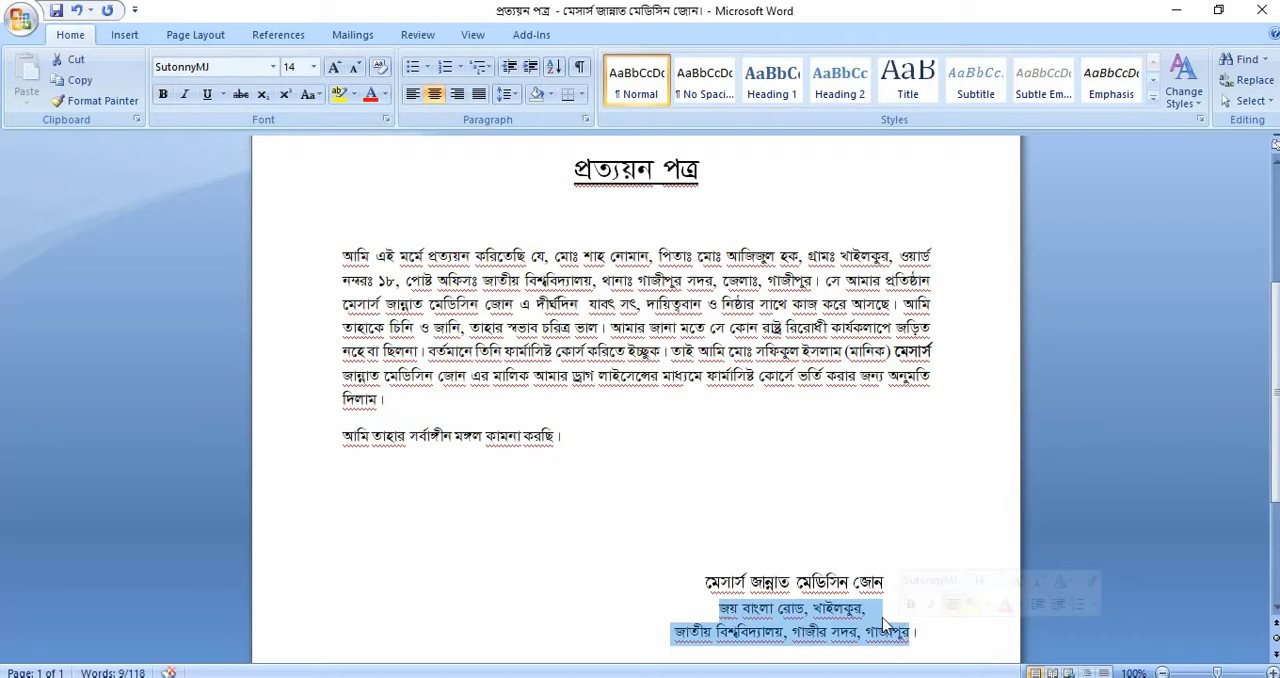 প্রত্যয়ন পত্র - মেসার্স জান্নাত মেডিসিন জোন। - Microsoft Word
Home Insert Page Layout References Mailings Review View Add-Ins
Paste
Cut
Copy
Format Painter
Clipboard
SutonnyMJ 14
Font
Paragraph
AaBbCcDc AaBbCcDc AaBbC AaBbCc AaB AaBbCc. AaBbCcDc AaBbCcDc
¶ Normal ¶ No Spaci... Heading 1 Heading 2 Title Subtitle Subtle Em... Emphasis
Change Styles
Styles
Find
Replace
Select
Editing
প্রত্যয়ন পত্র
আমি এই মর্মে প্রত্যয়ন করিতেছি যে, মোঃ শাহ নোমান, পিতাঃ মোঃ আজিজুল হক, গ্রামঃ খাইলকুর, ওয়ার্ড
নম্বরঃ ১৮, পোষ্ট অফিসঃ জাতীয় বিশ্ববিদ্যালয়, থানাঃ গাজীপুর সদর, জেলাঃ, গাজীপুর। সে আমার প্রতিষ্ঠান
মেসার্স জান্নাত মেডিসিন জোন এ দীর্ঘদিন যাবৎ সৎ, দায়িত্ববান ও নিষ্ঠার সাথে কাজ করে আসছে। আমি
তাহাকে চিনি ও জানি, তাহার স্বভাব চরিত্র ভাল। আমার জানা মতে সে কোন রাষ্ট্র রিরোধী কার্যকলাপে জড়িত
নহে বা ছিলনা। বর্তমানে তিনি ফার্মাসিষ্ট কোর্স করিতে ইচ্ছুক। তাই আমি মোঃ সফিকুল ইসলাম (মানিক) মেসার্স
জান্নাত মেডিসিন জোন এর মালিক আমার ড্রাগ লাইসেন্সের মাধ্যমে ফার্মাসিষ্ট কোর্সে ভর্তি করার জন্য অনুমতি
দিলাম।
আমি তাহার সর্বাঙ্গীন মঙ্গল কামনা করছি।
মেসার্স জান্নাত মেডিসিন জোন
জয় বাংলা রোড, খাইলকুর,
জাতীয় বিশ্ববিদ্যালয়, গাজীর সদর, গাজীপুর।
SutonnyMJ 14
Page: 1 of 1 Words: 9/118 100%